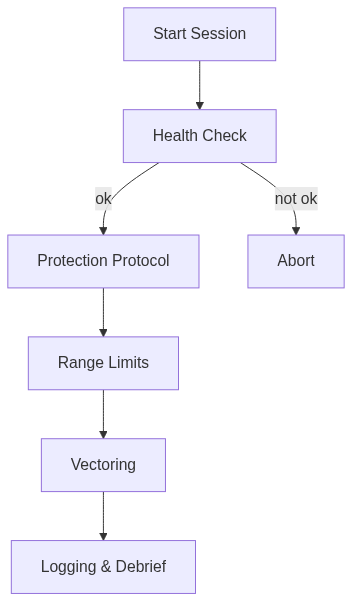 Start Session
Health Check
ok
not ok
Protection Protocol
Abort
Range Limits
Vectoring
Logging & Debrief